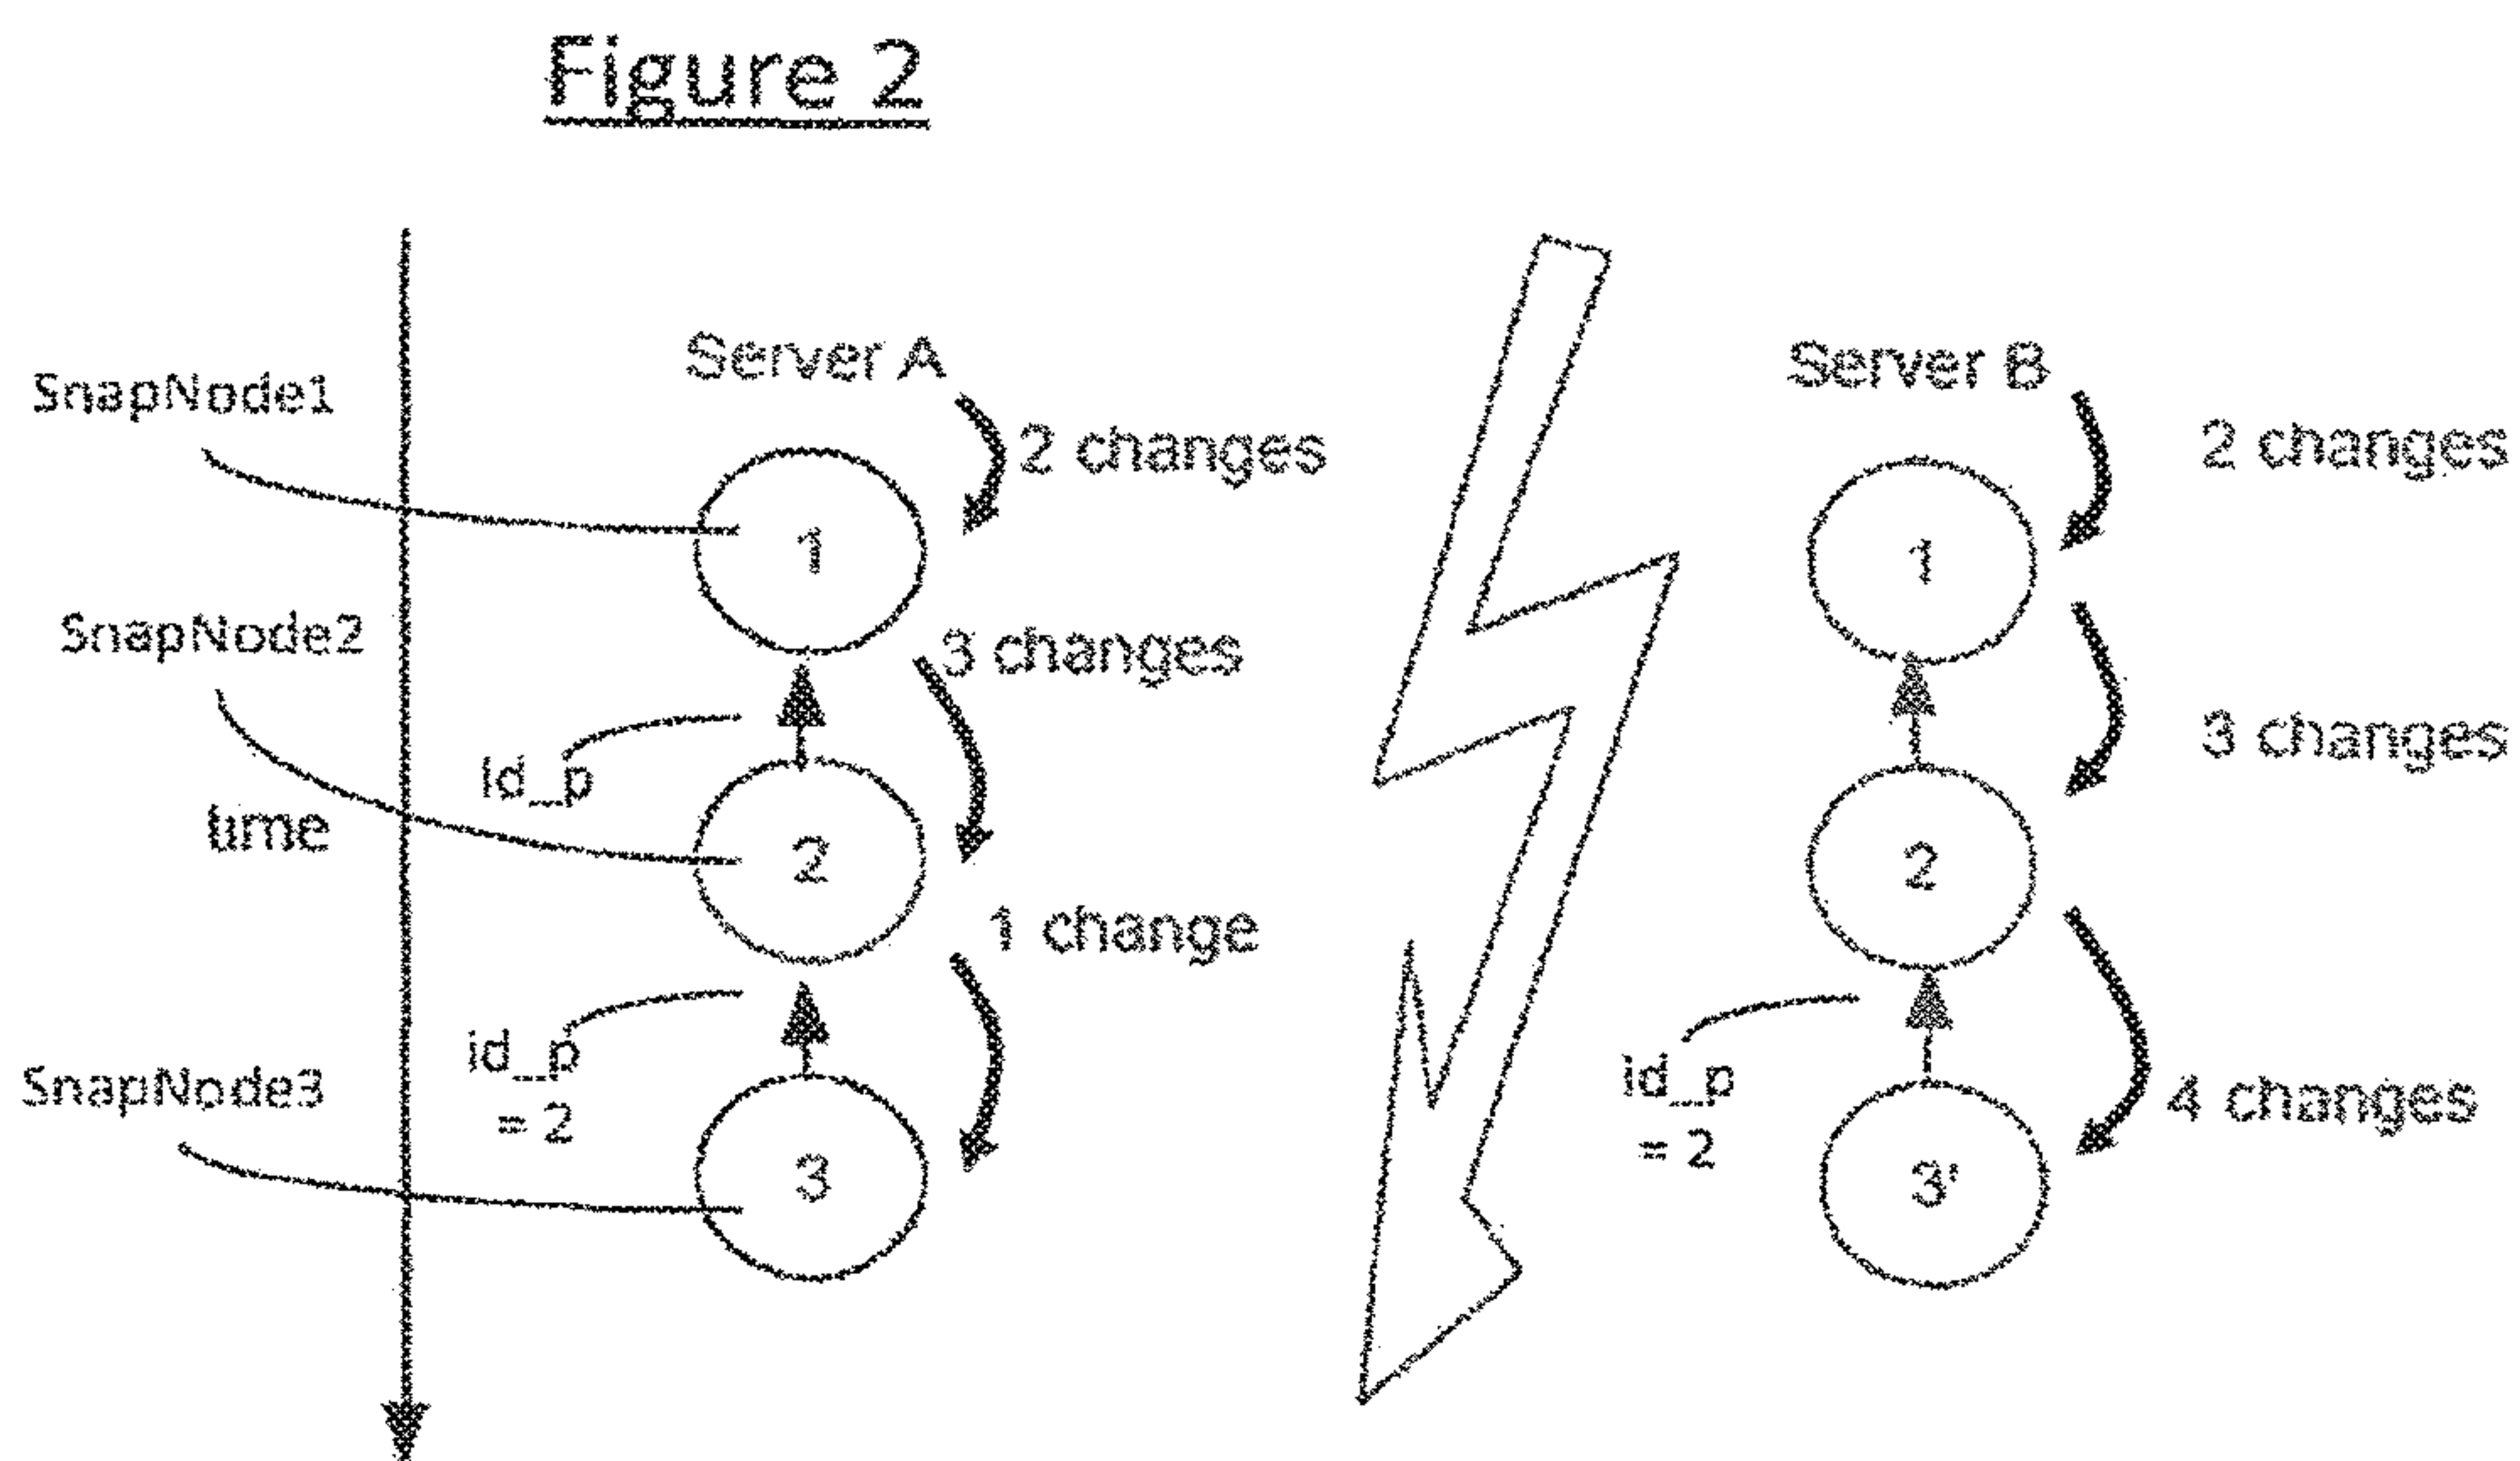 Figure 2
Server A
Server B
SnapNode1
2 changes
2 changes
1
1
SnapNode2
3 changes
3 changes
id_p
time
2
2
1 change
id_p
= 2
id_p
= 2
SnapNode3
4 changes
3
3'